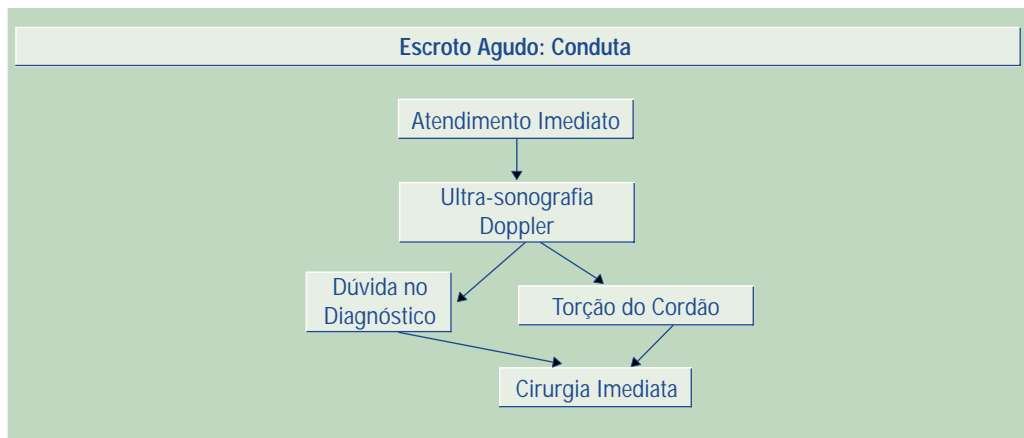 Escroto Agudo: Conduta
Atendimento Imediato
Ultra-sonografia
Doppler
Dúvida no
Diagnóstico
Torção do Cordão
Cirurgia Imediata